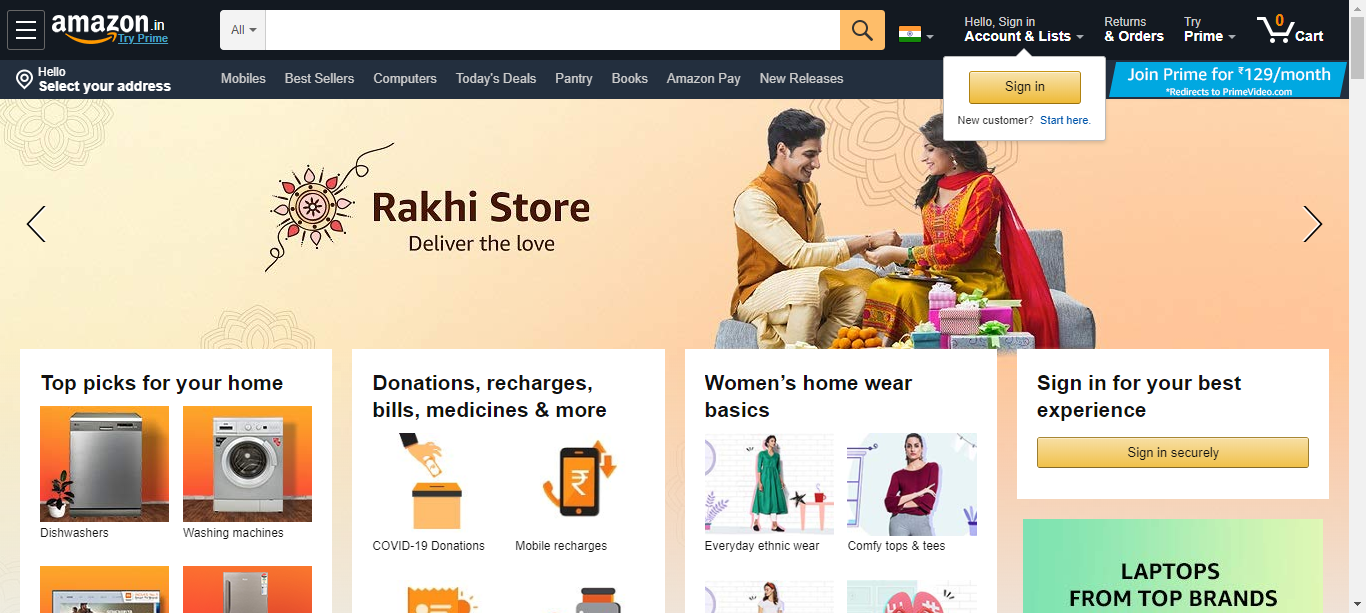 amazon.in
Try Prime
All
Hello, Sign in
Account & Lists
Returns
& Orders
Try
Prime
0
Cart
Hello
Select your address
Mobiles
Best Sellers
Computers
Today's Deals
Pantry
Books
Amazon Pay
New Releases
Join Prime for ₹129/month
*Redirects to PrimeVideo.com
Sign in
New customer? Start here.
Rakhi Store
Deliver the love
Top picks for your home
Dishwashers
Washing machines
Donations, recharges,
bills, medicines & more
₹
COVID-19 Donations
Mobile recharges
Women’s home wear
basics
Everyday ethnic wear
Comfy tops & tees
Sign in for your best
experience
Sign in securely
LAPTOPS
FROM TOP BRANDS